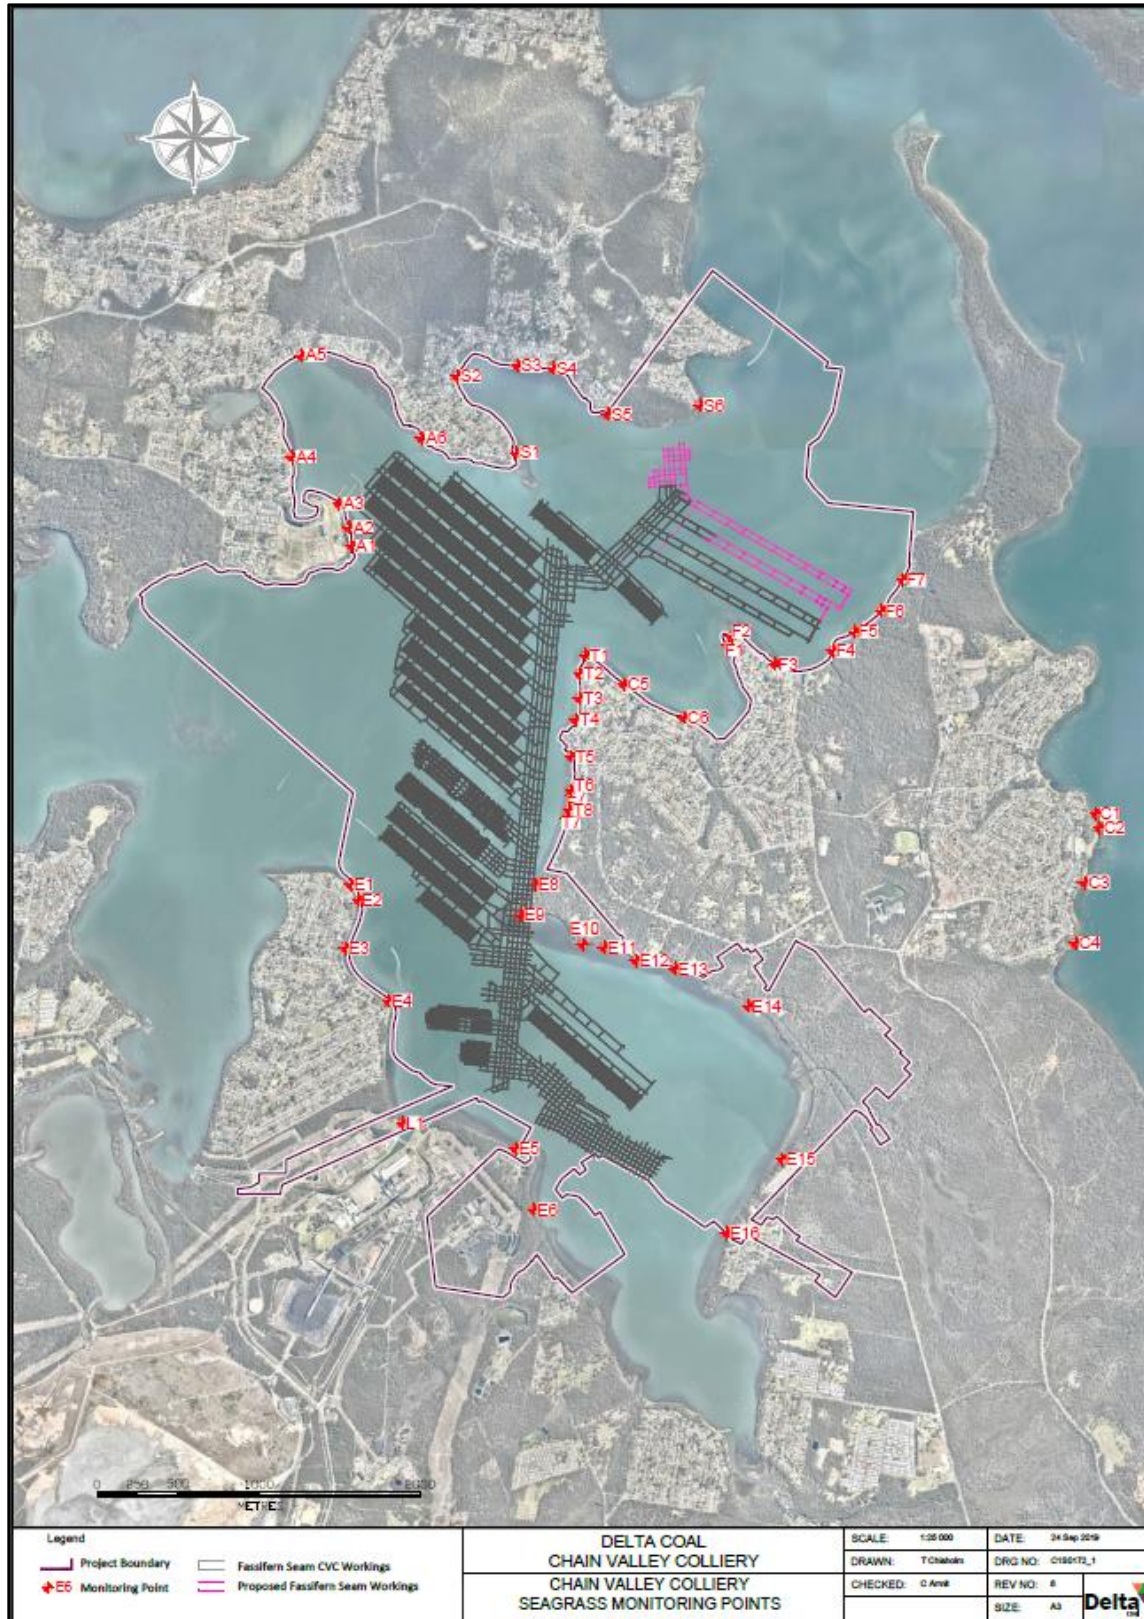 A5
S3
S4
S2
S5
S6
A6
S1
A4
A3
A2
A1
F7
F6
F5
F2
F1
F4
F3
T1
T2
C5
T3
C6
T4
T5
T6
T8
T7
C1
C2
E1
E8
C3
E2
E9
E10
C4
E3
E11
E12
E13
E4
E14
L1
E5
E15
E6
E16
0 250 500 1000 2000
METRES
Legend
Project Boundary
Fassifern Seam CVC Workings
E6 Monitoring Point
Proposed Fassifern Seam Workings
DELTA COAL
CHAIN VALLEY COLLIERY
CHAIN VALLEY COLLIERY
SEAGRASS MONITORING POINTS
SCALE:
DATE: 24 Sep 2019
DRAWN: T Chisholm
DRG NO:
CHECKED:
REV NO:
SIZE: A3
Delta